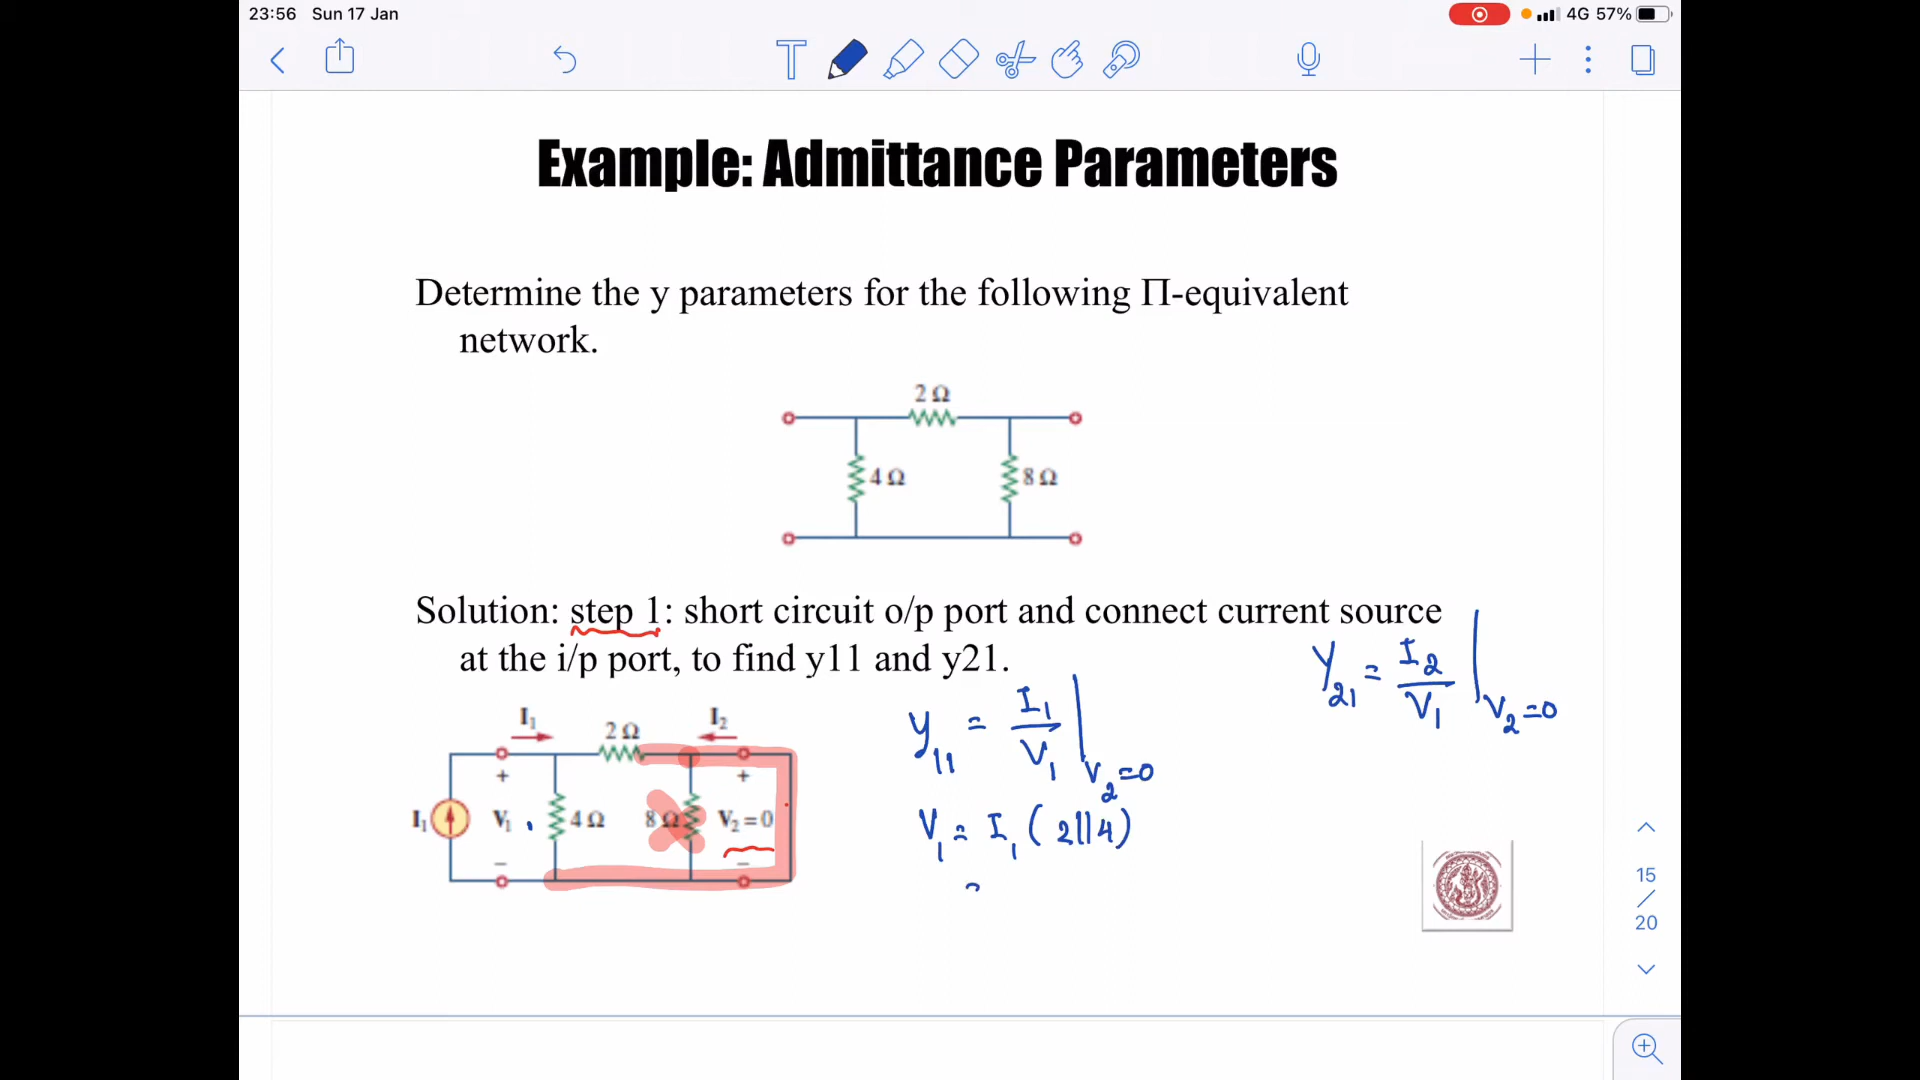 23:56 Sun 17 Jan
4G 57%
T
Example: Admittance Parameters
Determine the y parameters for the following Π-equivalent
network.
2 Ω
4 Ω
8 Ω
Solution: step 1: short circuit o/p port and connect current source
at the i/p port, to find y11 and y21.
I₁
2 Ω
I₂
+
+
I₁
V₁
4 Ω
8 Ω
V₂ = 0
−
−
y₁₁ = I₁/V₁ |V₂=0
y₂₁ = I₂/V₁ |V₂=0
V₁ = I₁ (2||4)
15
/
20